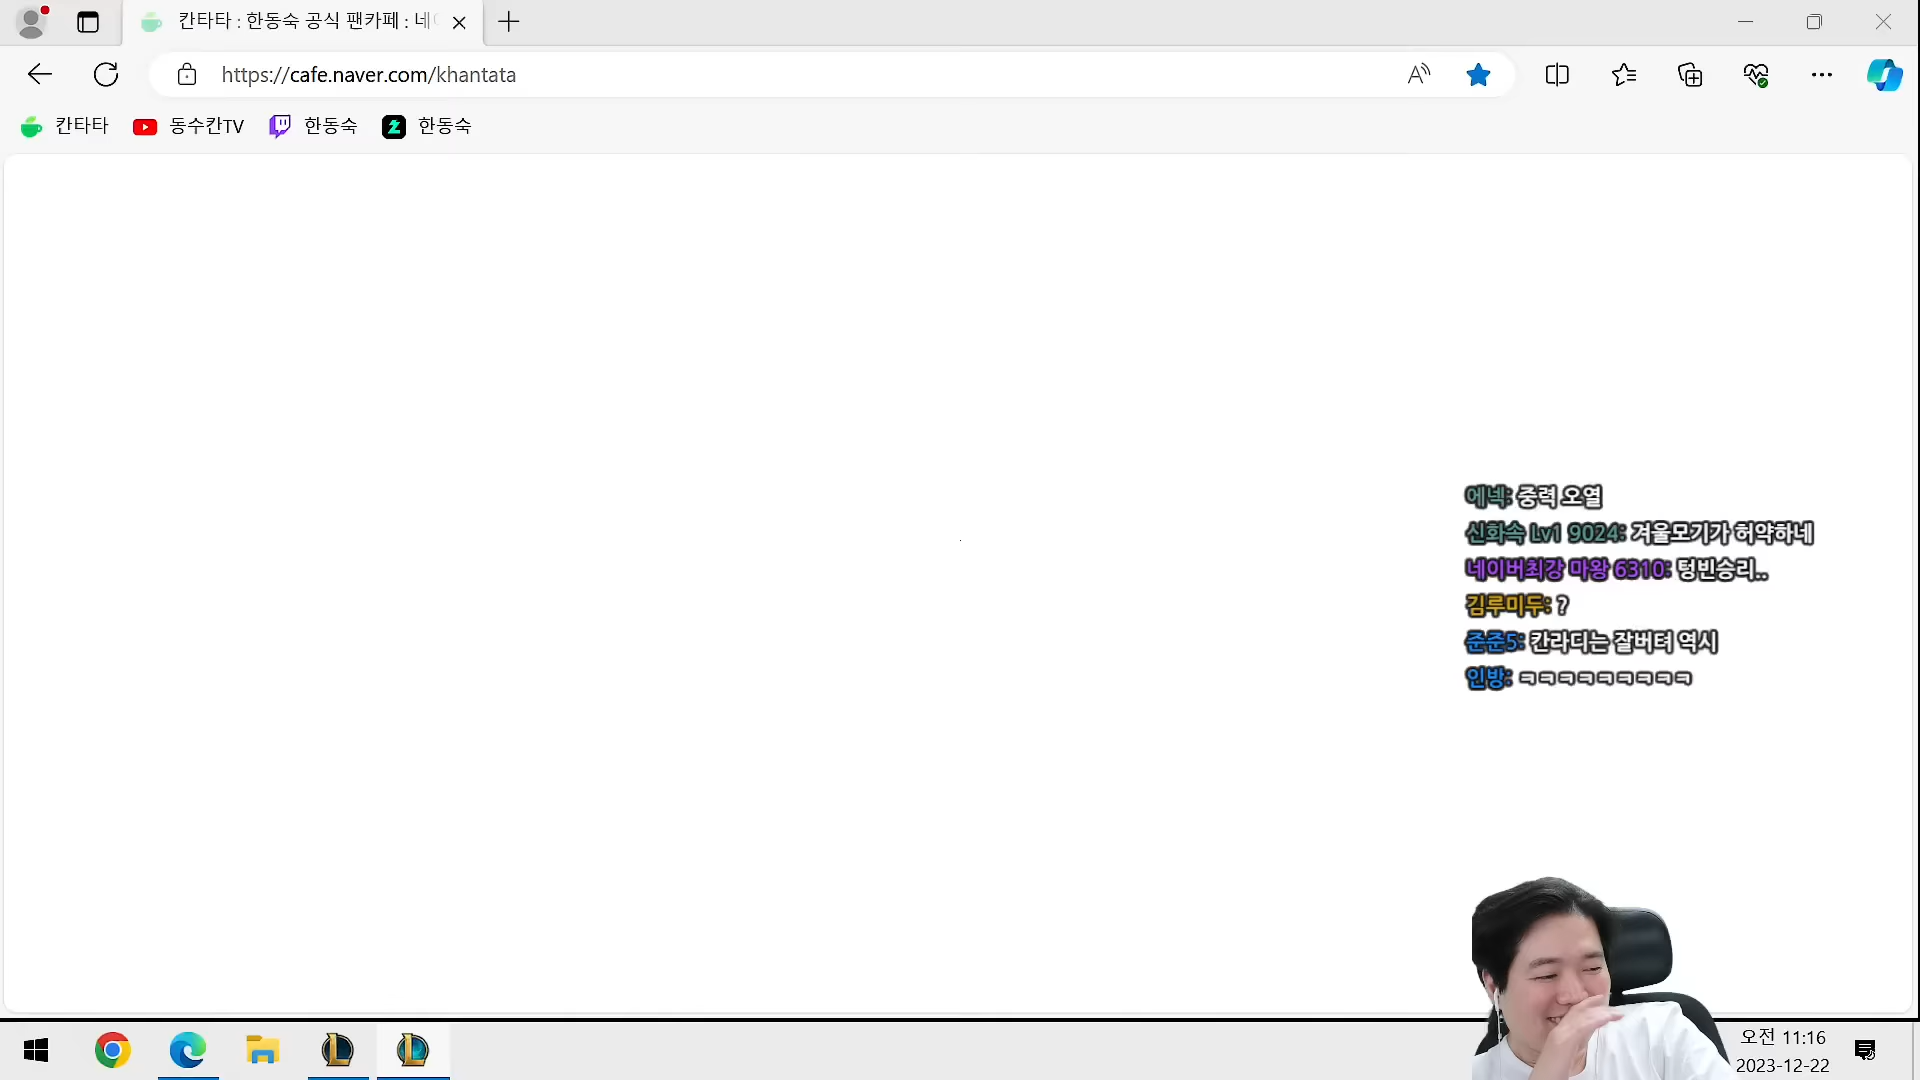 칸타타 : 한동숙 공식 팬카페 : 네이
https://cafe.naver.com/khantata
칸타타
동수칸TV
한동숙
한동숙
에넥: 중력 오열
신화속 Lv1 9024: 겨울모기가 허약하네
네이버최강 마왕 6310: 텅빈승리..
김루미두: ?
준준5: 칸라디는 잘버텨 역시
인방: ㅋㅋㅋㅋㅋㅋㅋㅋㅋ
오전 11:16
2023-12-22